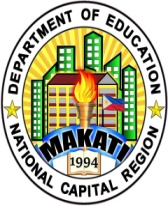 DEPARTMENT OF EDUCATION
MAKATI
1994
NATIONAL CAPITAL REGION